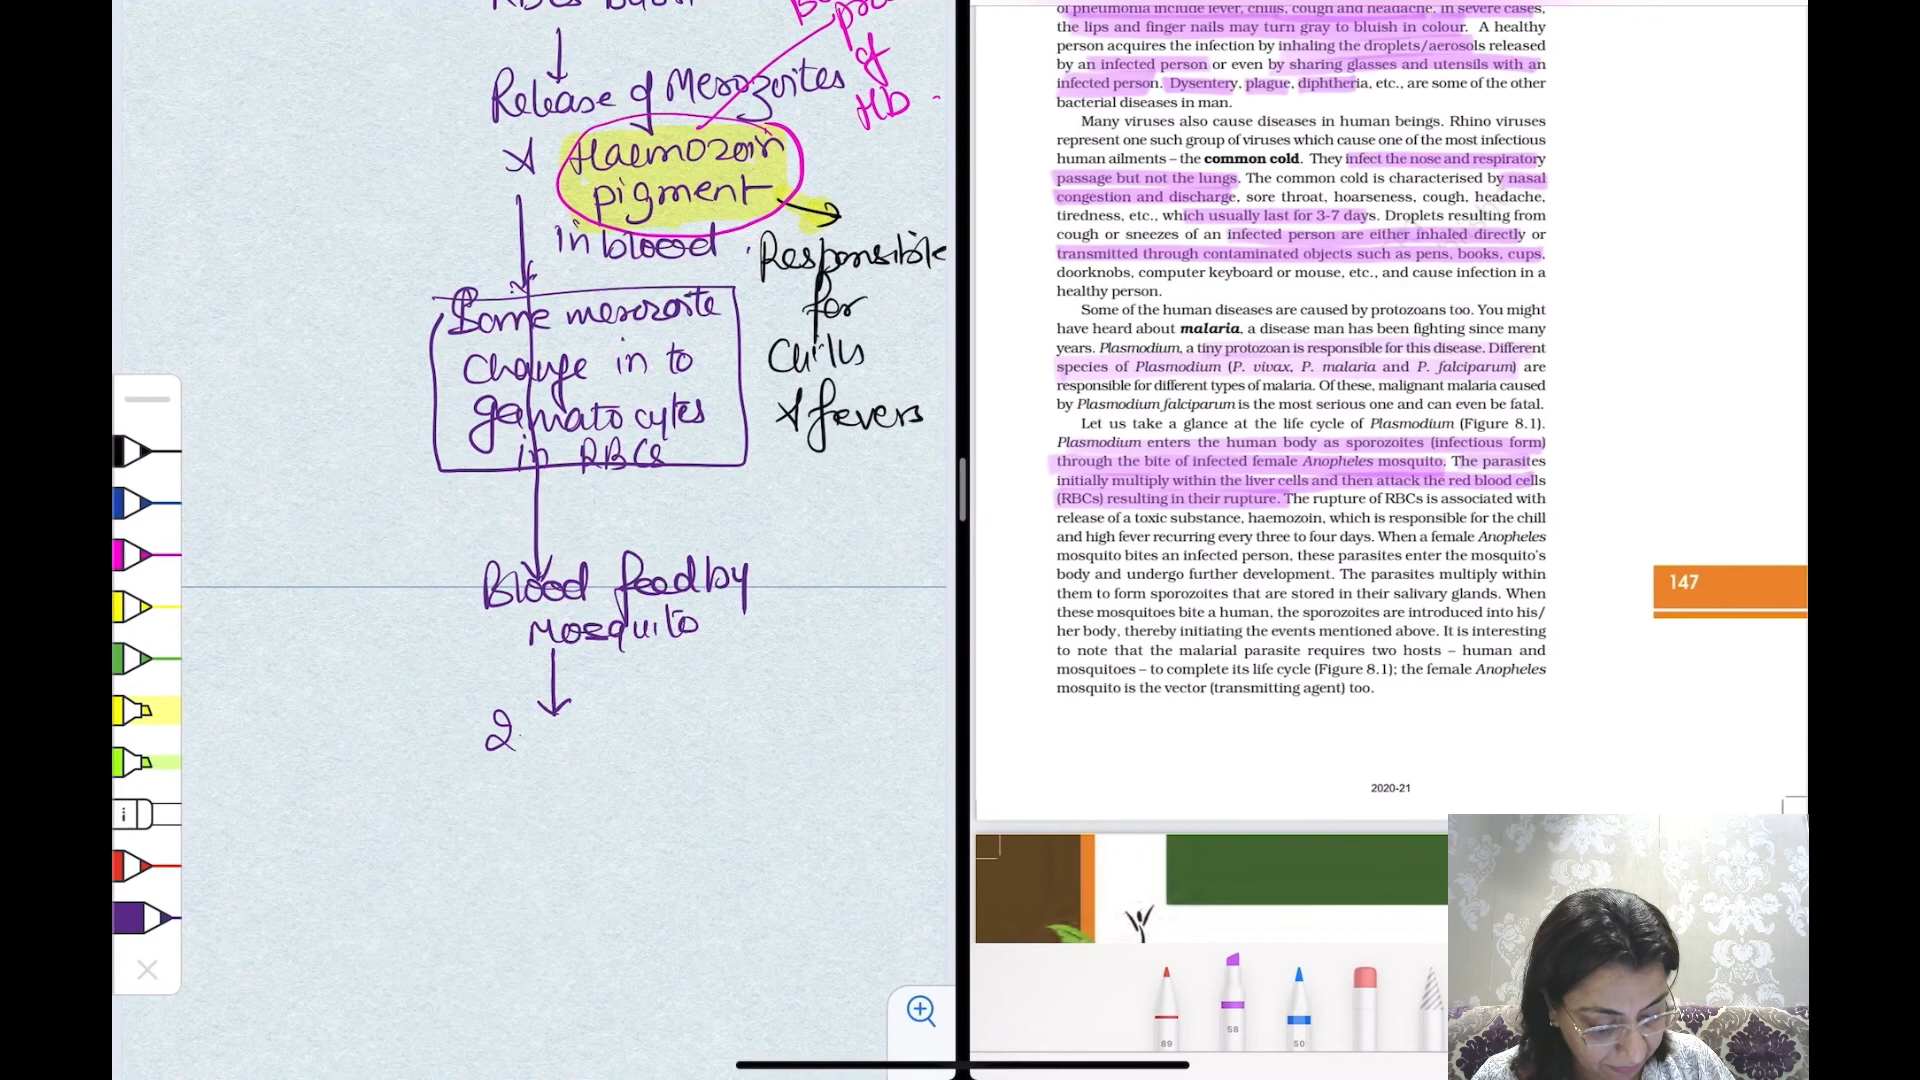 RBCs burst
Release of Merozoites
& Haemozoin
pigment
in blood.
of
Hb
Responsible
for
Chills
& fevers
Some merozoite
Change in to
gamatocytes
in RBCs
Blood feed by
Mosquito
2
of pneumonia include fever, chills, cough and headache. In severe cases,
the lips and finger nails may turn gray to bluish in colour. A healthy
person acquires the infection by inhaling the droplets/aerosols released
by an infected person or even by sharing glasses and utensils with an
infected person. Dysentery, plague, diphtheria, etc., are some of the other
bacterial diseases in man.
Many viruses also cause diseases in human beings. Rhino viruses
represent one such group of viruses which cause one of the most infectious
human ailments – the common cold. They infect the nose and respiratory
passage but not the lungs. The common cold is characterised by nasal
congestion and discharge, sore throat, hoarseness, cough, headache,
tiredness, etc., which usually last for 3-7 days. Droplets resulting from
cough or sneezes of an infected person are either inhaled directly or
transmitted through contaminated objects such as pens, books, cups,
doorknobs, computer keyboard or mouse, etc., and cause infection in a
healthy person.
Some of the human diseases are caused by protozoans too. You might
have heard about malaria, a disease man has been fighting since many
years. Plasmodium, a tiny protozoan is responsible for this disease. Different
species of Plasmodium (P. vivax, P. malaria and P. falciparum) are
responsible for different types of malaria. Of these, malignant malaria caused
by Plasmodium falciparum is the most serious one and can even be fatal.
Let us take a glance at the life cycle of Plasmodium (Figure 8.1).
Plasmodium enters the human body as sporozoites (infectious form)
through the bite of infected female Anopheles mosquito. The parasites
initially multiply within the liver cells and then attack the red blood cells
(RBCs) resulting in their rupture. The rupture of RBCs is associated with
release of a toxic substance, haemozoin, which is responsible for the chill
and high fever recurring every three to four days. When a female Anopheles
mosquito bites an infected person, these parasites enter the mosquito's
body and undergo further development. The parasites multiply within
them to form sporozoites that are stored in their salivary glands. When
these mosquitoes bite a human, the sporozoites are introduced into his/
her body, thereby initiating the events mentioned above. It is interesting
to note that the malarial parasite requires two hosts – human and
mosquitoes – to complete its life cycle (Figure 8.1); the female Anopheles
mosquito is the vector (transmitting agent) too.
147
2020-21
89
58
50